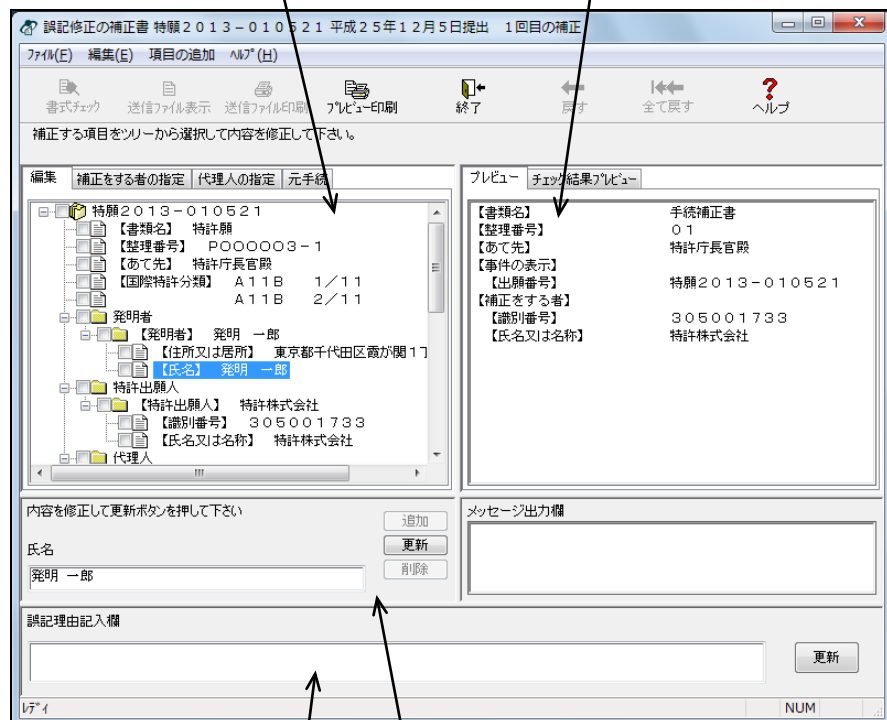 誤記修正の補正書 特願２０１３－０１０５２１ 平成２５年１２月５日提出 1回目の補正
ﾌｧｲﾙ(F) 編集(E) 項目の追加 ﾍﾙﾌﾟ(H)
書式ﾁｪｯｸ 送信ﾌｧｲﾙ表示 送信ﾌｧｲﾙ印刷 ﾌﾟﾚﾋﾞｭｰ印刷 終了 戻す 全て戻す ヘルプ
補正する項目をツリーから選択して内容を修正して下さい。
編集 補正をする者の指定 代理人の指定 元手続
特願２０１３－０１０５２１
【書類名】 特許願
【整理番号】 Ｐ０００００３－１
【あて先】 特許庁長官殿
【国際特許分類】 Ａ１１Ｂ １／１１
Ａ１１Ｂ ２／１１
発明者
【発明者】 発明 一郎
【住所又は居所】 東京都千代田区霞が関１丁
【氏名】 発明 一郎
特許出願人
【特許出願人】 特許株式会社
【識別番号】 ３０５００１７３３
【氏名又は名称】 特許株式会社
代理人
プレビュー チェック結果ﾌﾟﾚﾋﾞｭｰ
【書類名】 手続補正書
【整理番号】 ０１
【あて先】 特許庁長官殿
【事件の表示】
【出願番号】 特願２０１３－０１０５２１
【補正をする者】
【識別番号】 ３０５００１７３３
【氏名又は名称】 特許株式会社
内容を修正して更新ボタンを押して下さい
追加
氏名
更新
発明 一郎
削除
メッセージ出力欄
誤記理由記入欄
更新
ﾚﾃﾞｨ NUM